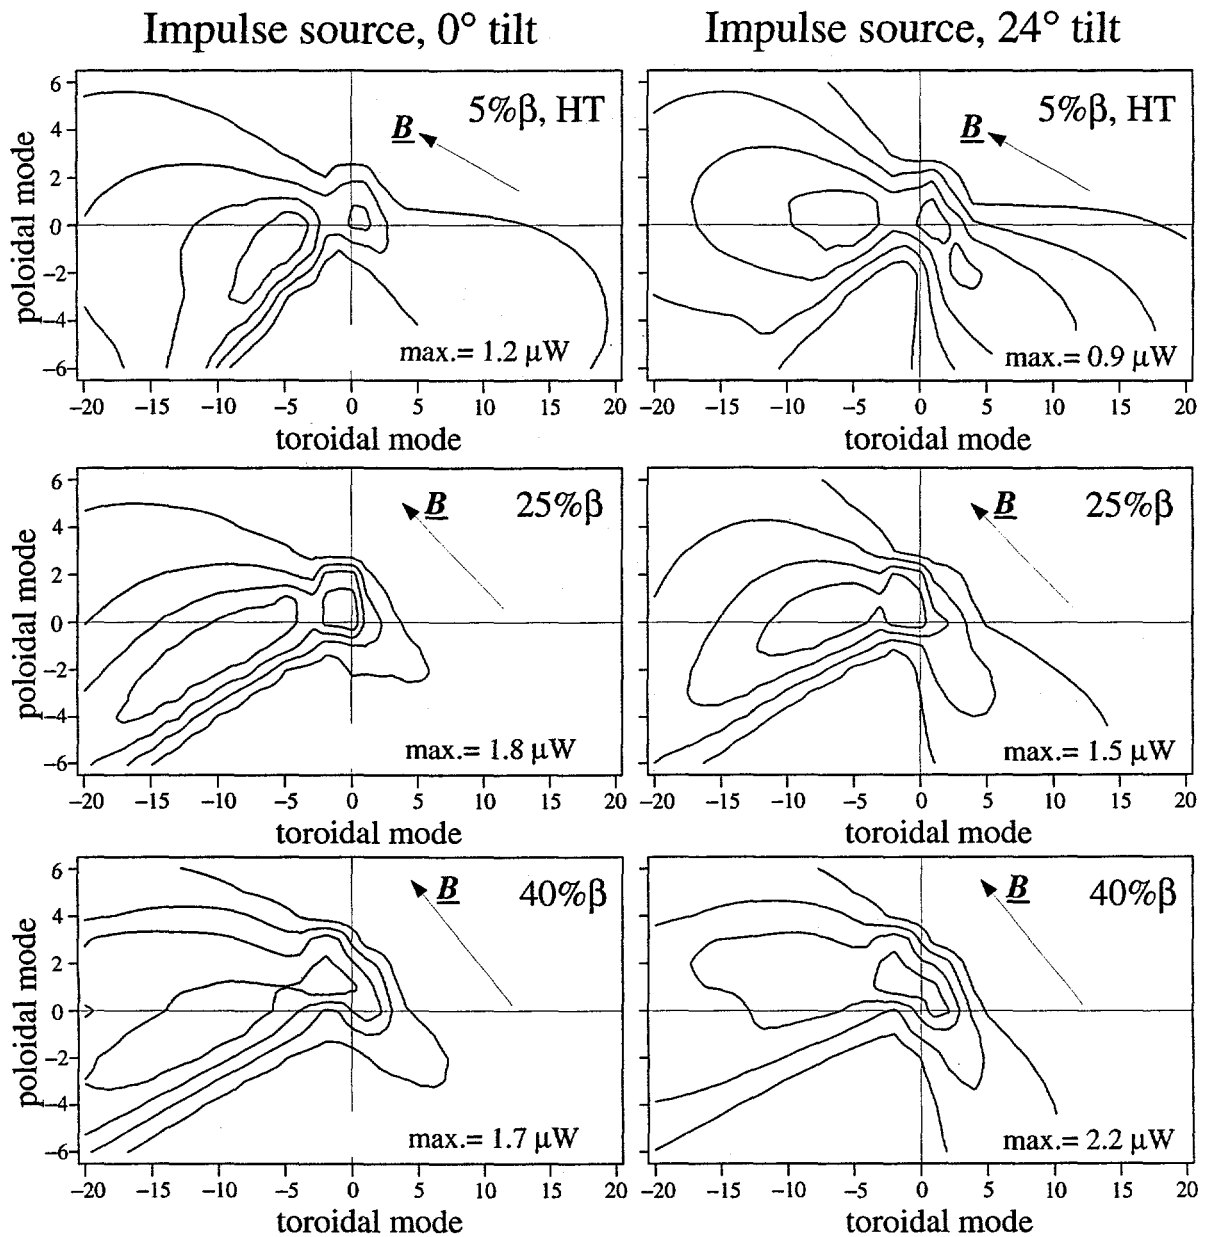 Impulse source, 0° tilt
Impulse source, 24° tilt
poloidal mode
6
4
2
0
−2
−4
−6
5%β, HT
B
max.= 1.2 μW
−20 −15 −10 −5 0 5 10 15 20
toroidal mode
5%β, HT
B
max.= 0.9 μW
−20 −15 −10 −5 0 5 10 15 20
toroidal mode
poloidal mode
6
4
2
0
−2
−4
−6
B 25%β
max.= 1.8 μW
−20 −15 −10 −5 0 5 10 15 20
toroidal mode
B 25%β
max.= 1.5 μW
−20 −15 −10 −5 0 5 10 15 20
toroidal mode
poloidal mode
6
4
2
0
−2
−4
−6
B 40%β
max.= 1.7 μW
−20 −15 −10 −5 0 5 10 15 20
toroidal mode
B 40%β
max.= 2.2 μW
−20 −15 −10 −5 0 5 10 15 20
toroidal mode